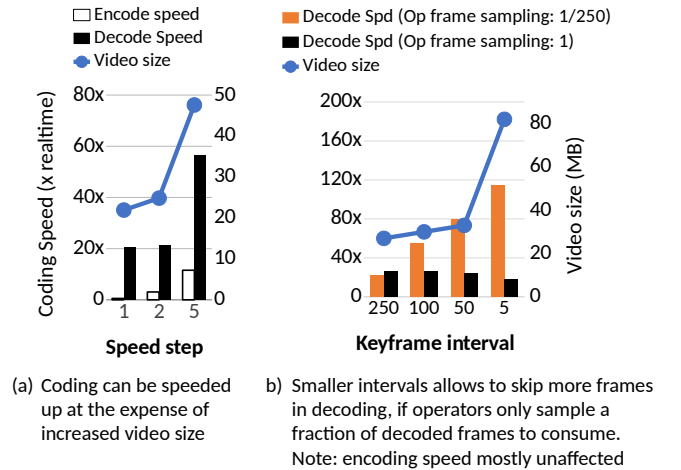 Encode speed
Decode Speed
Video size
Decode Spd (Op frame sampling: 1/250)
Decode Spd (Op frame sampling: 1)
Video size
Coding Speed (x realtime)
80x
60x
40x
20x
0
50
40
30
20
10
0
1 2 5
Speed step
200x
160x
120x
80x
40x
0
80
60
40
20
0
Video size (MB)
250 100 50 5
Keyframe interval
(a) Coding can be speeded
up at the expense of
increased video size
b) Smaller intervals allows to skip more frames
in decoding, if operators only sample a
fraction of decoded frames to consume.
Note: encoding speed mostly unaffected